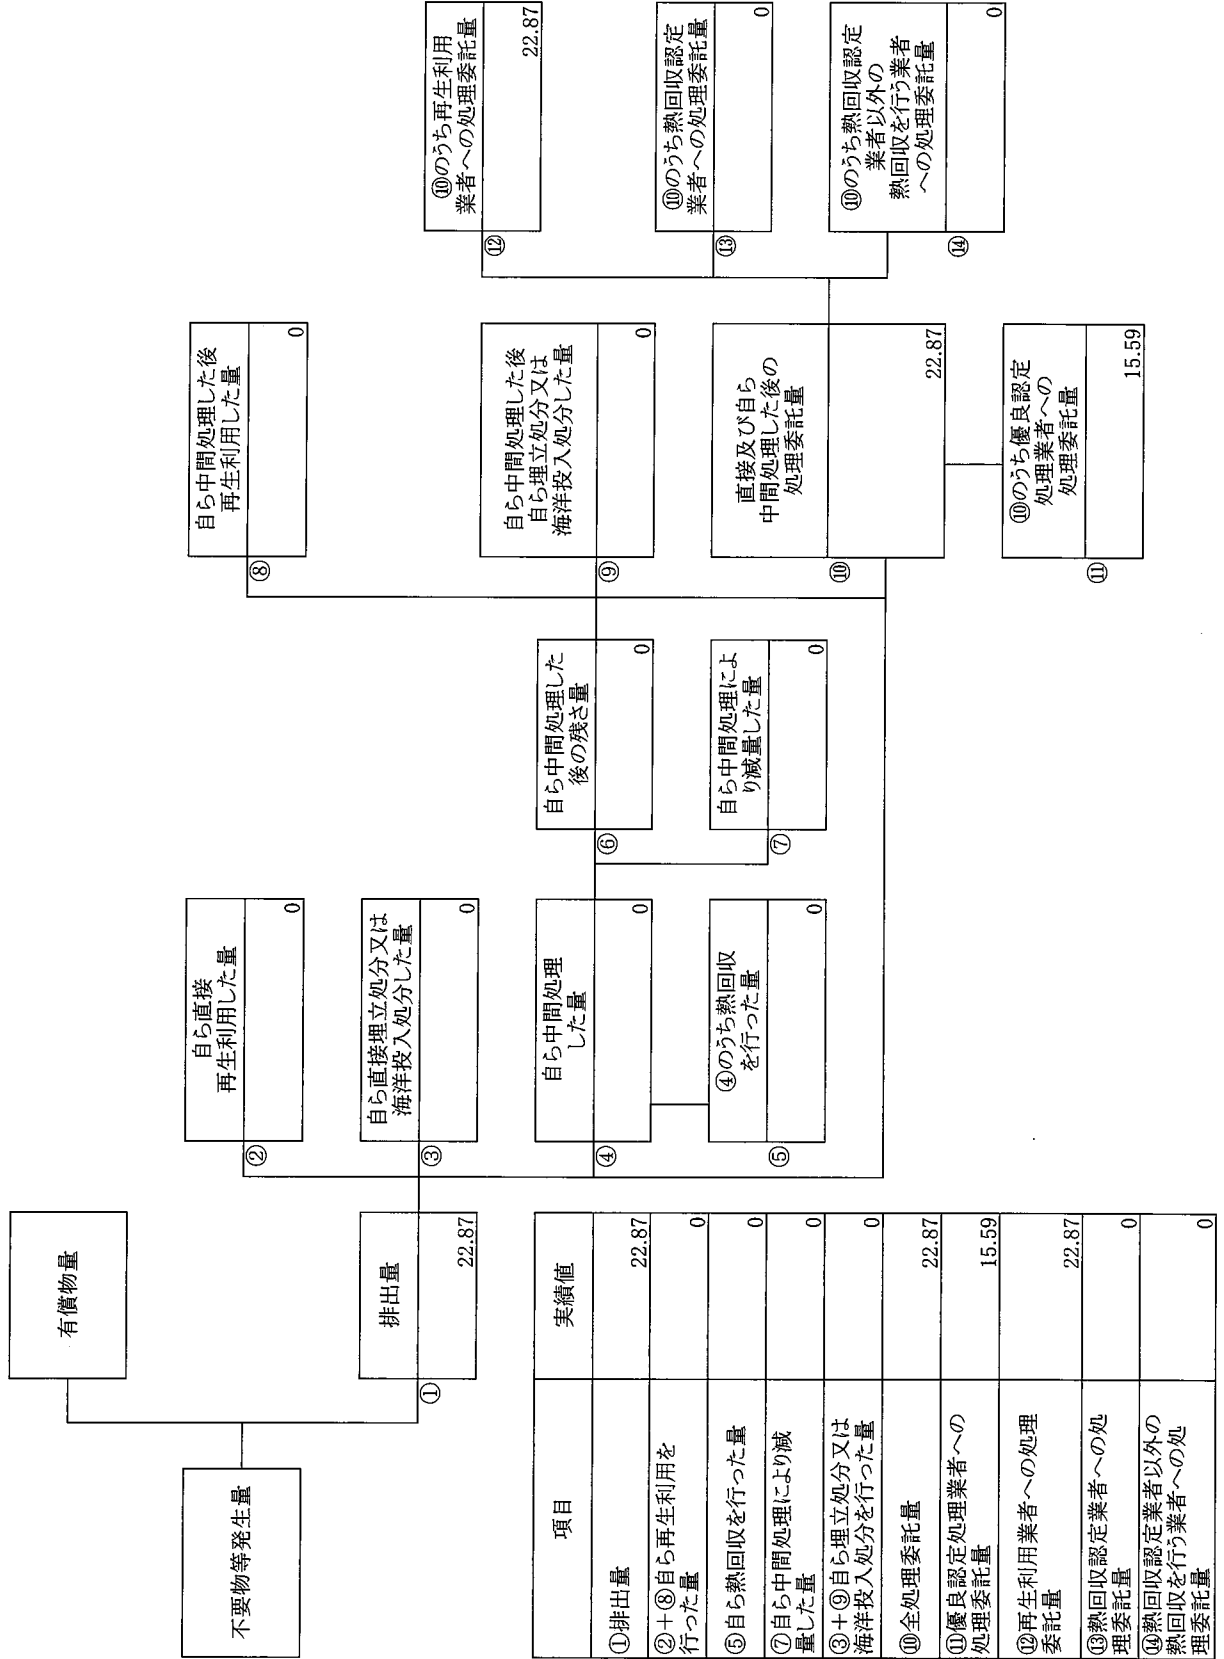 不要物等発生量
有償物量
①
排出量
22.87
②
自ら直接
再生利用した量
0
③
自ら直接埋立処分又は
海洋投入処分した量
0
④
自ら中間処理
した量
0
⑤
④のうち熱回収
を行った量
0
⑥
自ら中間処理した
後の残さ量
0
⑦
自ら中間処理によ
り減量した量
0
⑧
自ら中間処理した後
再生利用した量
0
⑨
自ら中間処理した後
自ら埋立処分又は
海洋投入処分した量
0
⑩
直接及び自ら
中間処理した後の
処理委託量
22.87
⑪
⑩のうち優良認定
処理業者への
処理委託量
15.59
⑫
⑩のうち再生利用
業者への処理委託量
22.87
⑬
⑩のうち熱回収認定
業者への処理委託量
0
⑭
⑩のうち熱回収認定
業者以外の
熱回収を行う業者
への処理委託量
0
項目 実績値
①排出量 22.87
②+⑧自ら再生利用を
行った量 0
⑤自ら熱回収を行った量 0
⑦自ら中間処理により減
量した量 0
③+⑨自ら埋立処分又は
海洋投入処分を行った量 0
⑩全処理委託量 22.87
⑪優良認定処理業者への
処理委託量 15.59
⑫再生利用業者への処理
委託量 22.87
⑬熱回収認定業者への処
理委託量 0
⑭熱回収認定業者以外の
熱回収を行う業者への処
理委託量 0